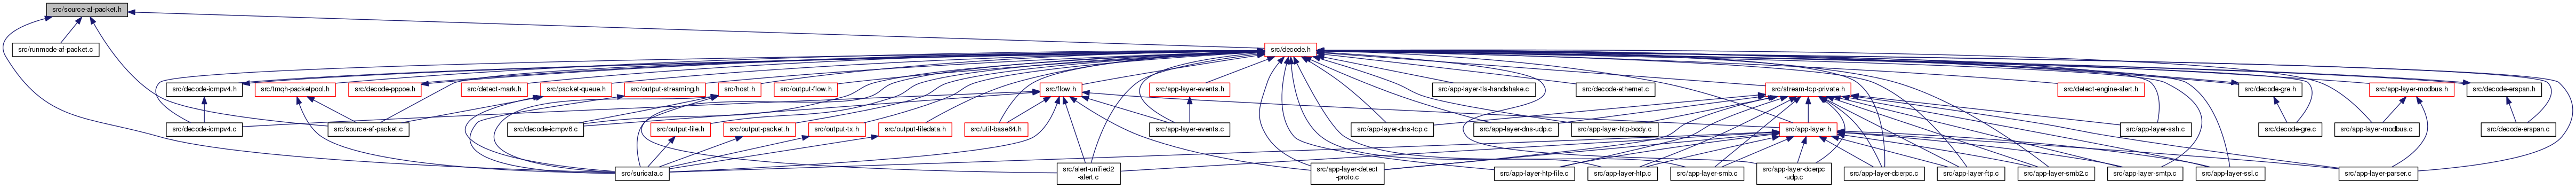 src/source-af-packet.h
src/runmode-af-packet.c
src/decode.h
src/decode-icmpv4.h
src/tmqh-packetpool.h
src/decode-pppoe.h
src/detect-mark.h
src/packet-queue.h
src/output-streaming.h
src/host.h
src/output-flow.h
src/flow.h
src/app-layer-events.h
src/app-layer-tls-handshake.c
src/decode-ethernet.c
src/stream-tcp-private.h
src/detect-engine-alert.h
src/decode-gre.h
src/app-layer-modbus.h
src/decode-erspan.h
src/decode-icmpv4.c
src/source-af-packet.c
src/decode-icmpv6.c
src/output-file.h
src/output-packet.h
src/output-tx.h
src/output-filedata.h
src/util-base64.h
src/app-layer-events.c
src/app-layer-dns-tcp.c
src/app-layer-dns-udp.c
src/app-layer-htp-body.c
src/app-layer.h
src/app-layer-ssh.c
src/decode-gre.c
src/app-layer-modbus.c
src/decode-erspan.c
src/suricata.c
src/alert-unified2
-alert.c
src/app-layer-detect
-proto.c
src/app-layer-htp-file.c
src/app-layer-htp.c
src/app-layer-smb.c
src/app-layer-dcerpc
-udp.c
src/app-layer-dcerpc.c
src/app-layer-ftp.c
src/app-layer-smb2.c
src/app-layer-smtp.c
src/app-layer-ssl.c
src/app-layer-parser.c